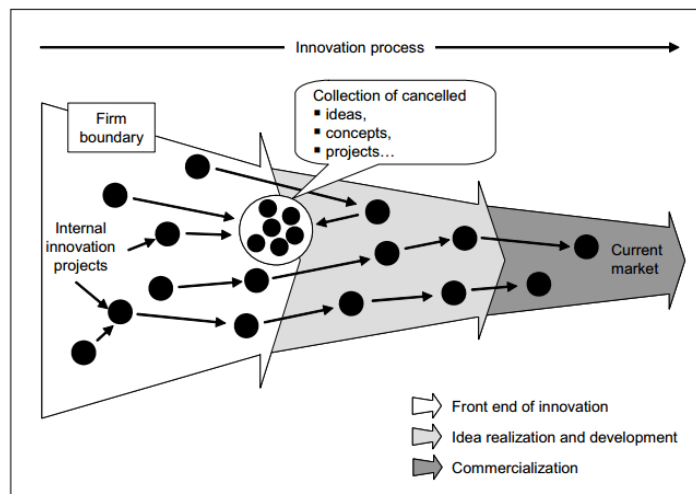 Innovation process
Collection of cancelled
▪ ideas,
▪ concepts,
▪ projects…
Firm
boundary
Internal
innovation
projects
Current
market
Front end of innovation
Idea realization and development
Commercialization